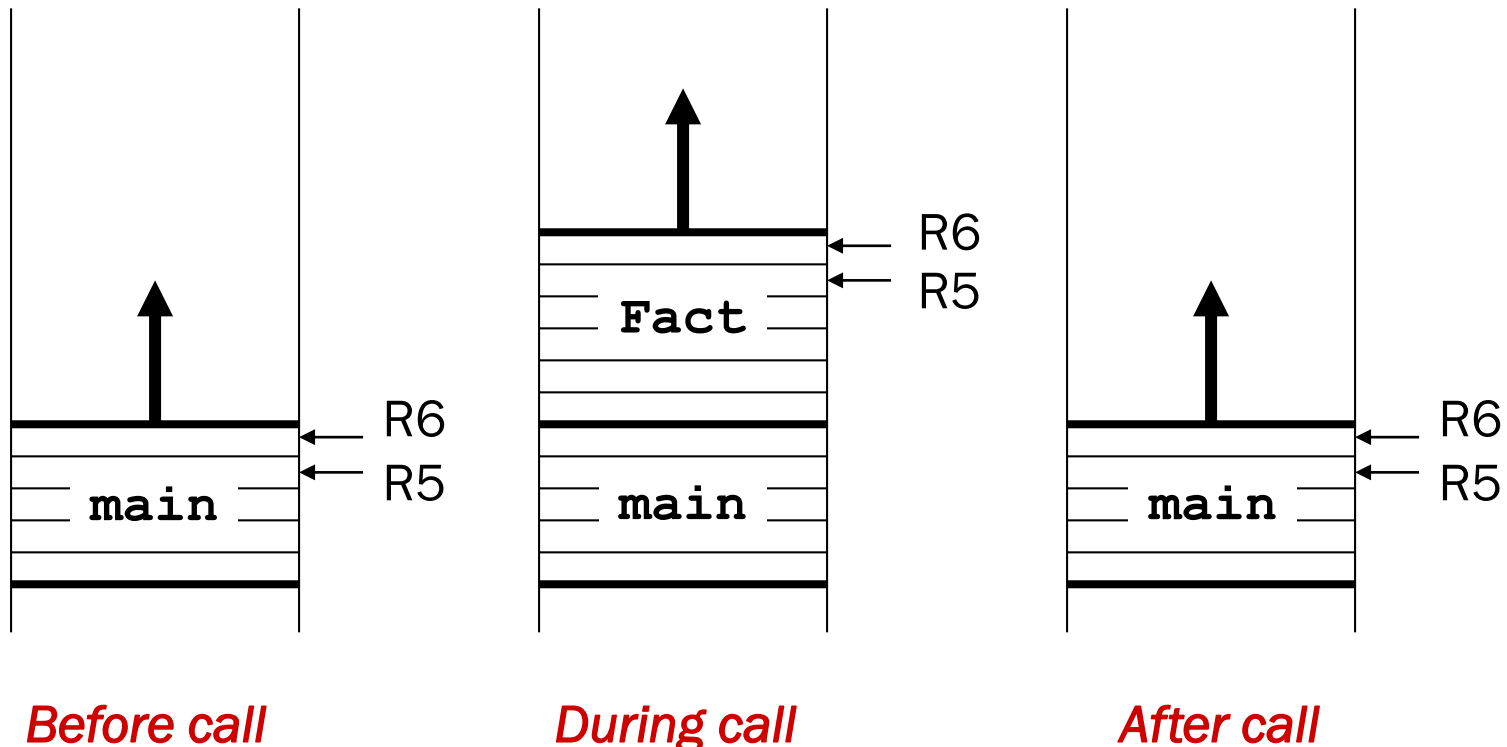 R6
R5
Fact
R6
R5
main
main
R6
R5
main
Before call
During call
After call